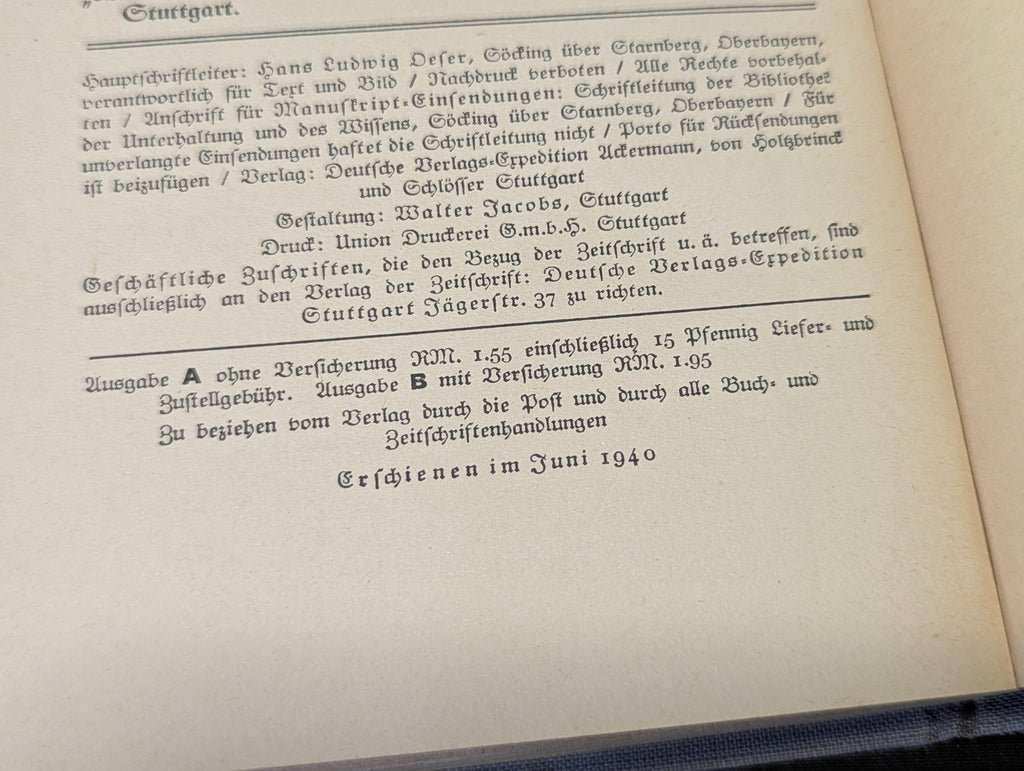 Stuttgart.
Hauptschriftleiter: Hans Ludwig Oeser, Söcking über Starnberg, Oberbayern,
verantwortlich für Text und Bild / Nachdruck verboten / Alle Rechte vorbehal-
ten / Anschrift für Manuskript-Einsendungen: Schriftleitung der Bibliothek
der Unterhaltung und des Wissens, Söcking über Starnberg, Oberbayern / Für
unverlangte Einsendungen haftet die Schriftleitung nicht / Porto für Rücksendungen
ist beizufügen / Verlag: Deutsche Verlags-Expedition Ackermann, von Holtzbrinck
und Schlösser Stuttgart
Gestaltung: Walter Jacobs, Stuttgart
Druck: Union Druckerei G.m.b.H. Stuttgart
Geschäftliche Zuschriften, die den Bezug der Zeitschrift u. ä. betreffen, sind
ausschließlich an den Verlag der Zeitschrift: Deutsche Verlags-Expedition
Stuttgart Jägerstr. 37 zu richten.
Ausgabe A ohne Versicherung RM. 1.55 einschließlich 15 Pfennig Liefer- und
Zustellgebühr. Ausgabe B mit Versicherung RM. 1.95
Zu beziehen vom Verlag durch die Post und durch alle Buch- und
Zeitschriftenhandlungen
Erschienen im Juni 1940